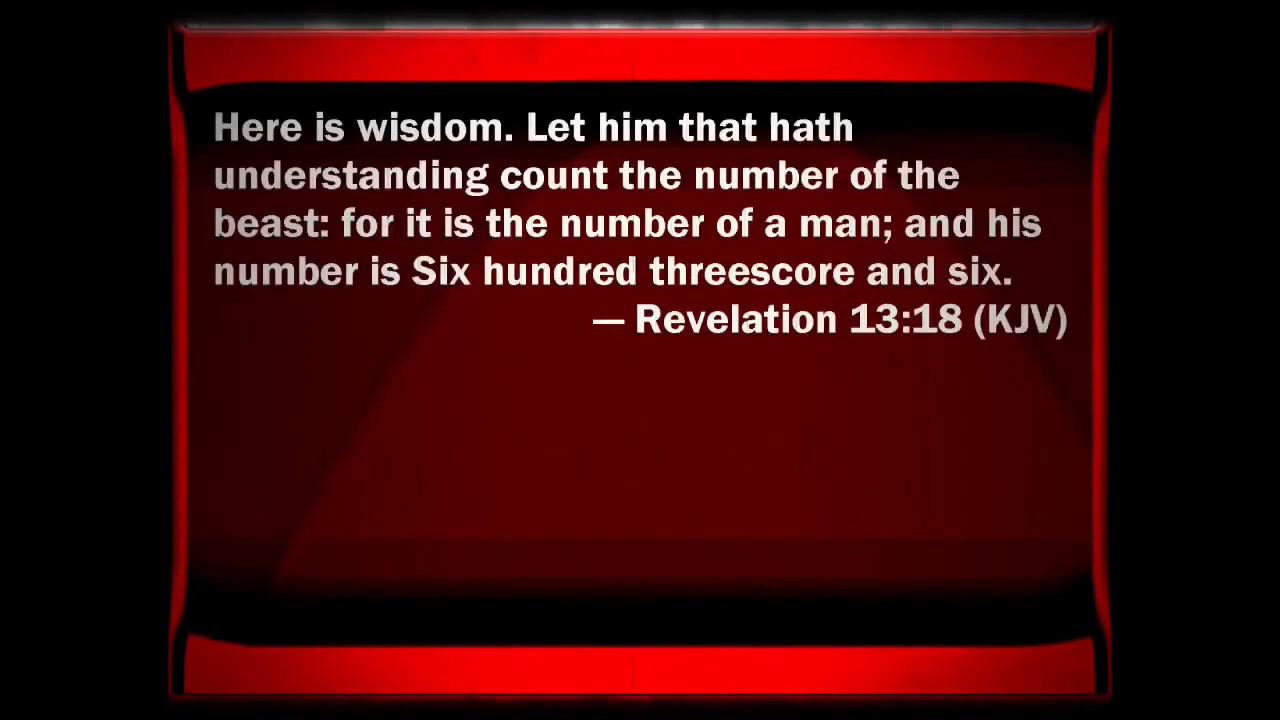 Here is wisdom. Let him that hath
understanding count the number of the
beast: for it is the number of a man; and his
number is Six hundred threescore and six.
— Revelation 13:18 (KJV)